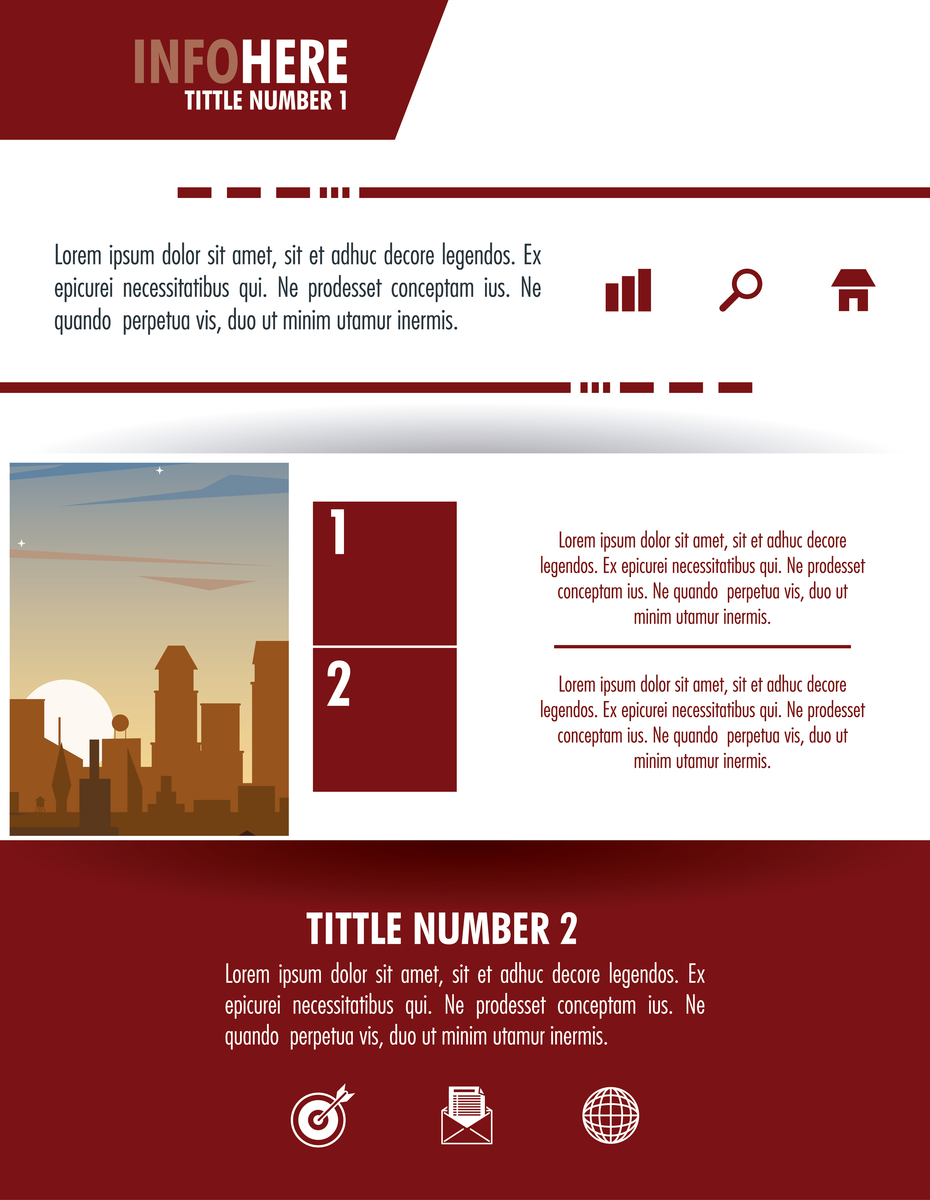 INFOHERE
TITTLE NUMBER 1
Lorem ipsum dolor sit amet, sit et adhuc decore legendos. Ex
epicurei necessitatibus qui. Ne prodesset conceptam ius. Ne
quando perpetua vis, duo ut minim utamur inermis.
1
2
Lorem ipsum dolor sit amet, sit et adhuc decore
legendos. Ex epicurei necessitatibus qui. Ne prodesset
conceptam ius. Ne quando perpetua vis, duo ut
minim utamur inermis.
Lorem ipsum dolor sit amet, sit et adhuc decore
legendos. Ex epicurei necessitatibus qui. Ne prodesset
conceptam ius. Ne quando perpetua vis, duo ut
minim utamur inermis.
TITTLE NUMBER 2
Lorem ipsum dolor sit amet, sit et adhuc decore legendos. Ex
epicurei necessitatibus qui. Ne prodesset conceptam ius. Ne
quando perpetua vis, duo ut minim utamur inermis.